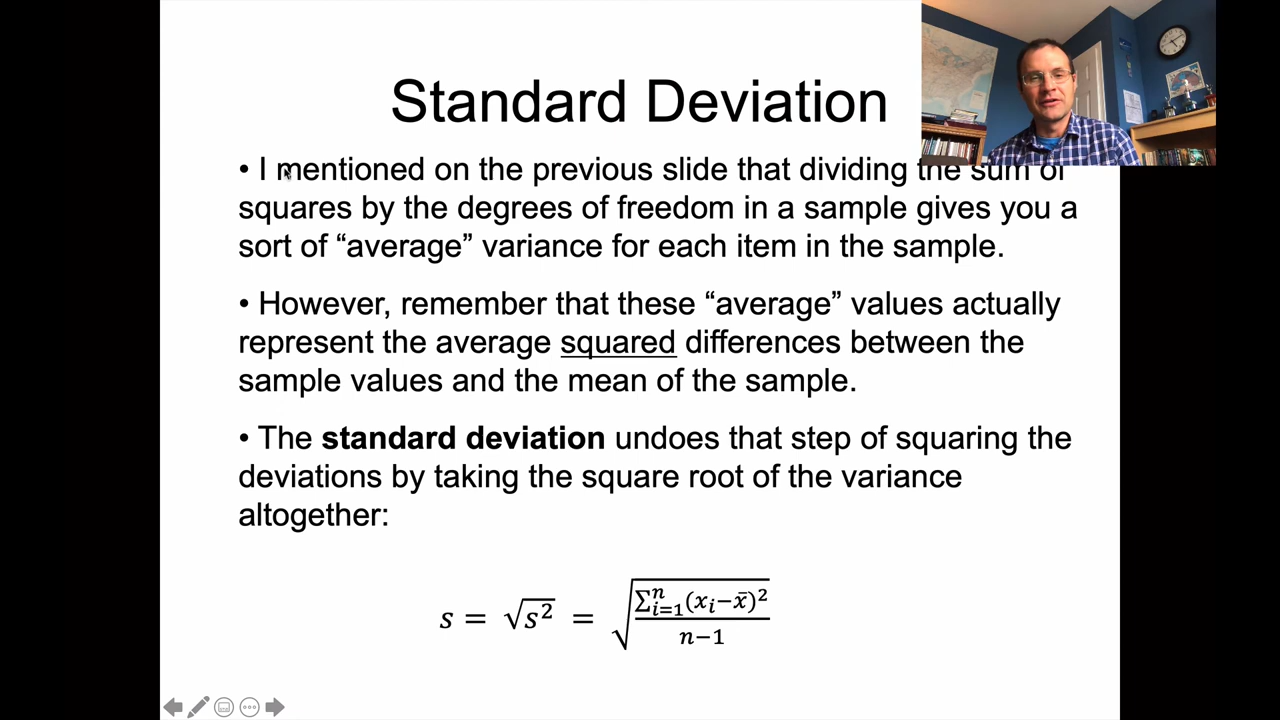 Standard Deviation
• I mentioned on the previous slide that dividing the sum of
squares by the degrees of freedom in a sample gives you a
sort of “average” variance for each item in the sample.
• However, remember that these “average” values actually
represent the average squared differences between the
sample values and the mean of the sample.
• The standard deviation undoes that step of squaring the
deviations by taking the square root of the variance
altogether:
s = √s² = √(∑ⁿᵢ₌₁(xᵢ−x̄)² / n−1)